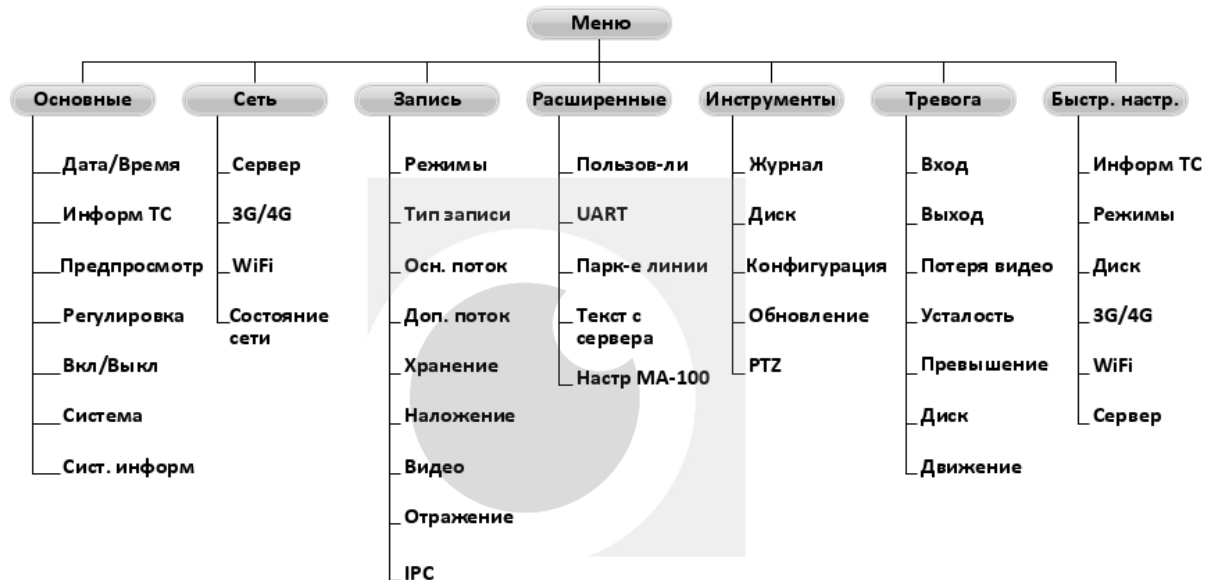 Меню
Основные
Дата/Время
Информ ТС
Предпросмотр
Регулировка
Вкл/Выкл
Система
Сист. информ
Сеть
Сервер
3G/4G
WiFi
Состояние
сети
Запись
Режимы
Тип записи
Осн. поток
Доп. поток
Хранение
Наложение
Видео
Отражение
IPC
Расширенные
Пользов-ли
UART
Парк-е линии
Текст с
сервера
Настр МА-100
Инструменты
Журнал
Диск
Конфигурация
Обновление
PTZ
Тревога
Вход
Выход
Потеря видео
Усталость
Превышение
Диск
Движение
Быстр. настр.
Информ ТС
Режимы
Диск
3G/4G
WiFi
Сервер